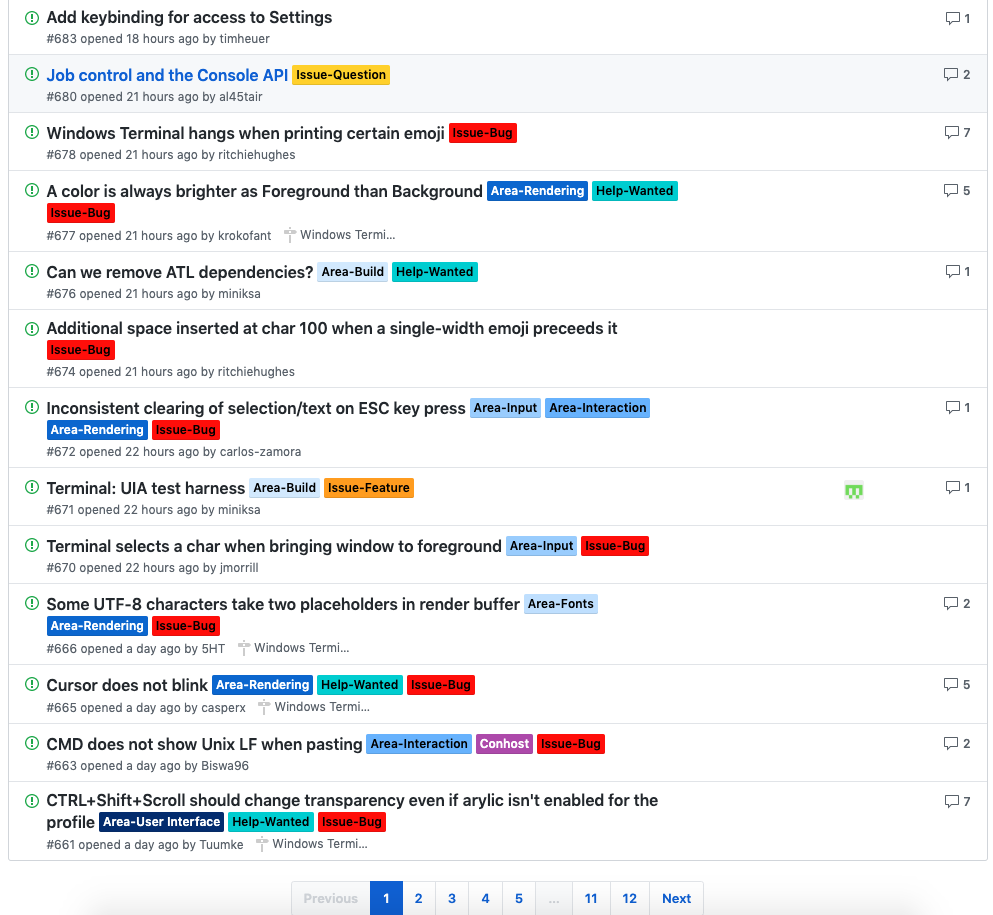 Add keybinding for access to Settings 1
#683 opened 18 hours ago by timheuer
Job control and the Console API Issue-Question 2
#680 opened 21 hours ago by al45tair
Windows Terminal hangs when printing certain emoji Issue-Bug 7
#678 opened 21 hours ago by ritchiehughes
A color is always brighter as Foreground than Background Area-Rendering Help-Wanted 5
Issue-Bug
#677 opened 21 hours ago by krokofant Windows Termi...
Can we remove ATL dependencies? Area-Build Help-Wanted 1
#676 opened 21 hours ago by miniksa
Additional space inserted at char 100 when a single-width emoji preceeds it
Issue-Bug
#674 opened 21 hours ago by ritchiehughes
Inconsistent clearing of selection/text on ESC key press Area-Input Area-Interaction 1
Area-Rendering Issue-Bug
#672 opened 22 hours ago by carlos-zamora
Terminal: UIA test harness Area-Build Issue-Feature 1
#671 opened 22 hours ago by miniksa
Terminal selects a char when bringing window to foreground Area-Input Issue-Bug
#670 opened 22 hours ago by jmorrill
Some UTF-8 characters take two placeholders in render buffer Area-Fonts 2
Area-Rendering Issue-Bug
#666 opened a day ago by 5HT Windows Termi...
Cursor does not blink Area-Rendering Help-Wanted Issue-Bug 5
#665 opened a day ago by casperx Windows Termi...
CMD does not show Unix LF when pasting Area-Interaction Conhost Issue-Bug 2
#663 opened a day ago by Biswa96
CTRL+Shift+Scroll should change transparency even if arylic isn't enabled for the 7
profile Area-User Interface Help-Wanted Issue-Bug
#661 opened a day ago by Tuumke Windows Termi...
Previous 1 2 3 4 5 ... 11 12 Next